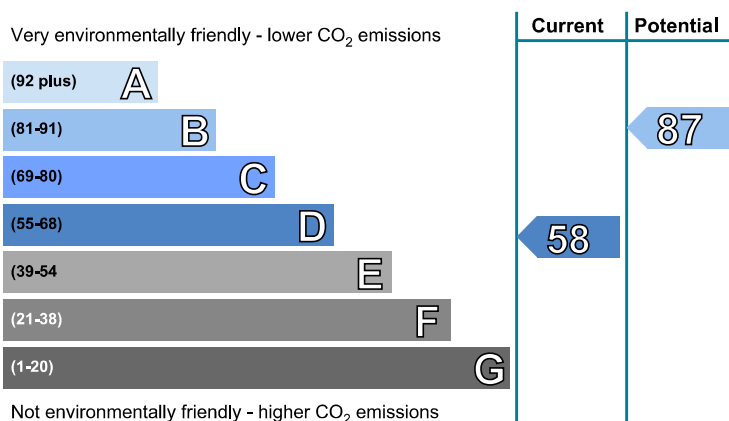 Very environmentally friendly - lower CO₂ emissions
Current
Potential
(92 plus) A
(81-91) B
87
(69-80) C
(55-68) D
58
(39-54 E
(21-38) F
(1-20) G
Not environmentally friendly - higher CO₂ emissions